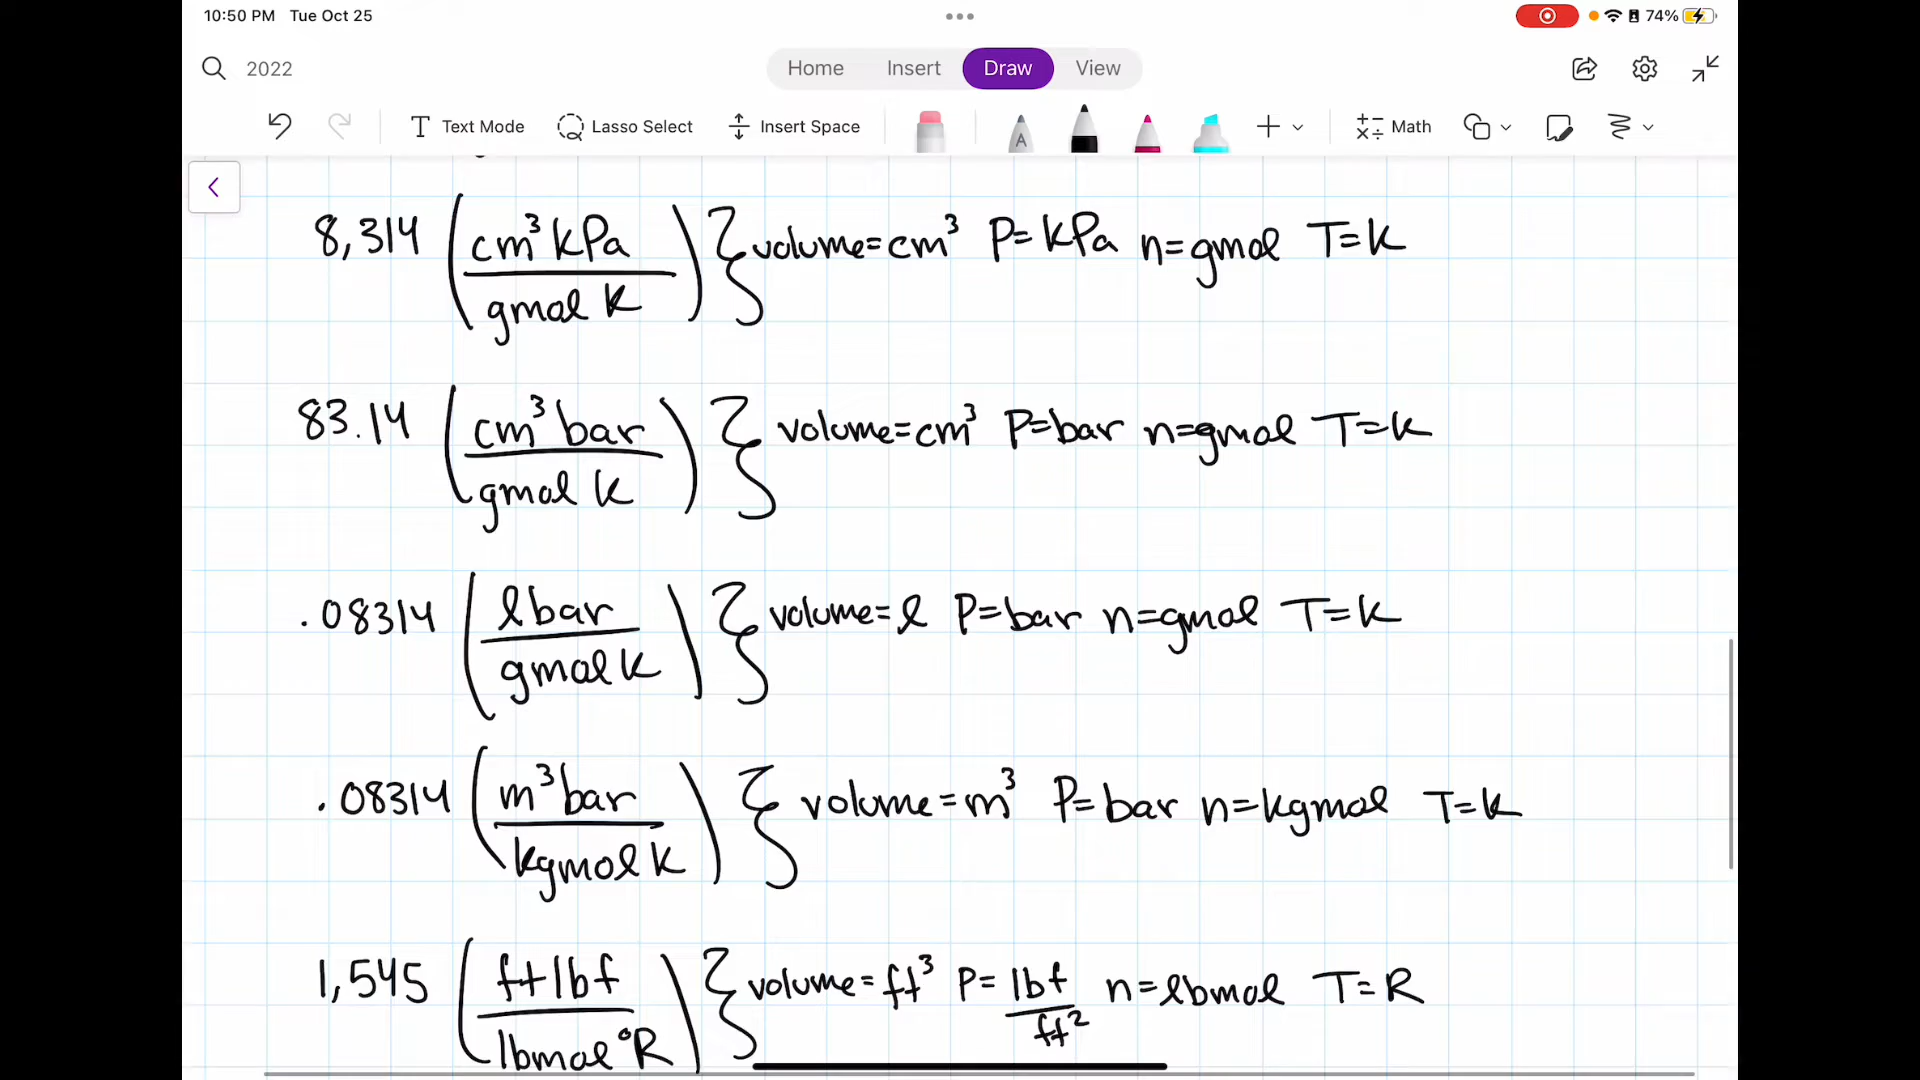 10:50 PM Tue Oct 25 74%
2022 Home Insert Draw View
Text Mode Lasso Select Insert Space A Math
8,314 (cm³ kPa / gmol K) { volume=cm³ P=kPa n=gmol T=K
83.14 (cm³ bar / gmol K) { volume=cm³ P=bar n=gmol T=K
.08314 (l bar / gmol K) { volume=l P=bar n=gmol T=K
.08314 (m³ bar / kgmol K) { volume=m³ P=bar n=kgmol T=K
1,545 (ft lbf / lbmol °R) { volume=ft³ P=lbf/ft² n=lbmol T=R